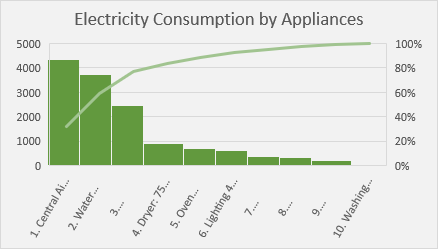 Electricity Consumption by Appliances
5000
4000
3000
2000
1000
0
100%
80%
60%
40%
20%
0%
1. Central Ai...
2. Water...
3....
4. Dryer: 75...
5. Oven...
6. Lighting 4...
7....
8....
9....
10. Washing...